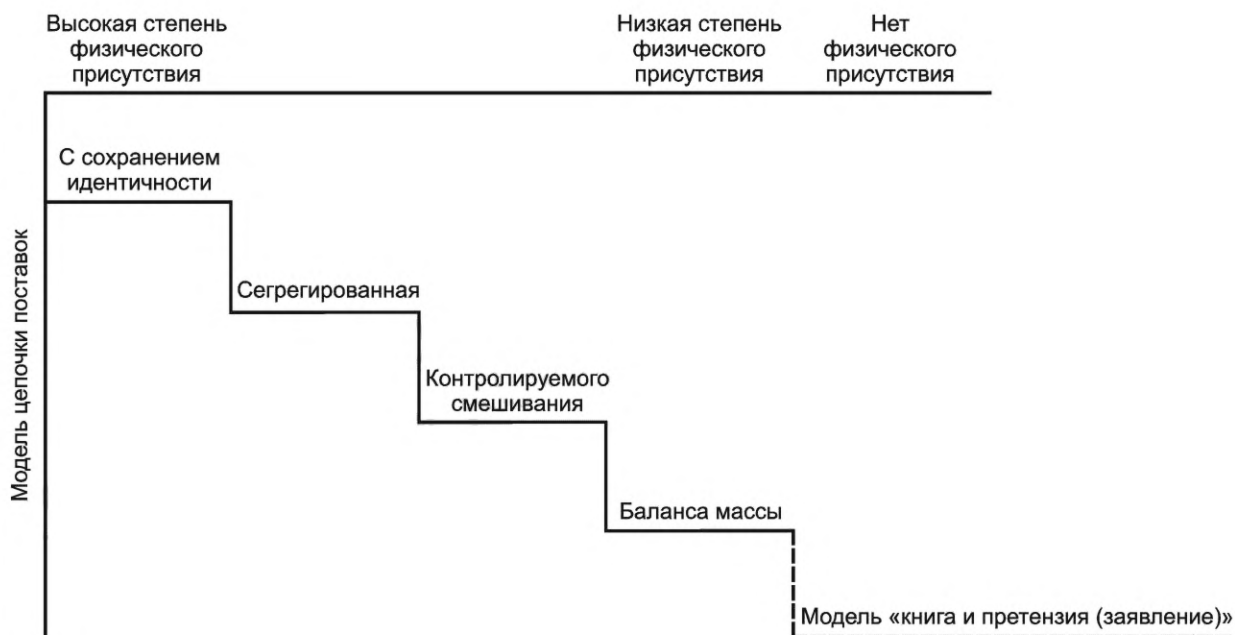 Высокая степень
физического
присутствия
Низкая степень
физического
присутствия
Нет
физического
присутствия
Модель цепочки поставок
С сохранением
идентичности
Сегрегированная
Контролируемого
смешивания
Баланса массы
Модель «книга и претензия (заявление)»